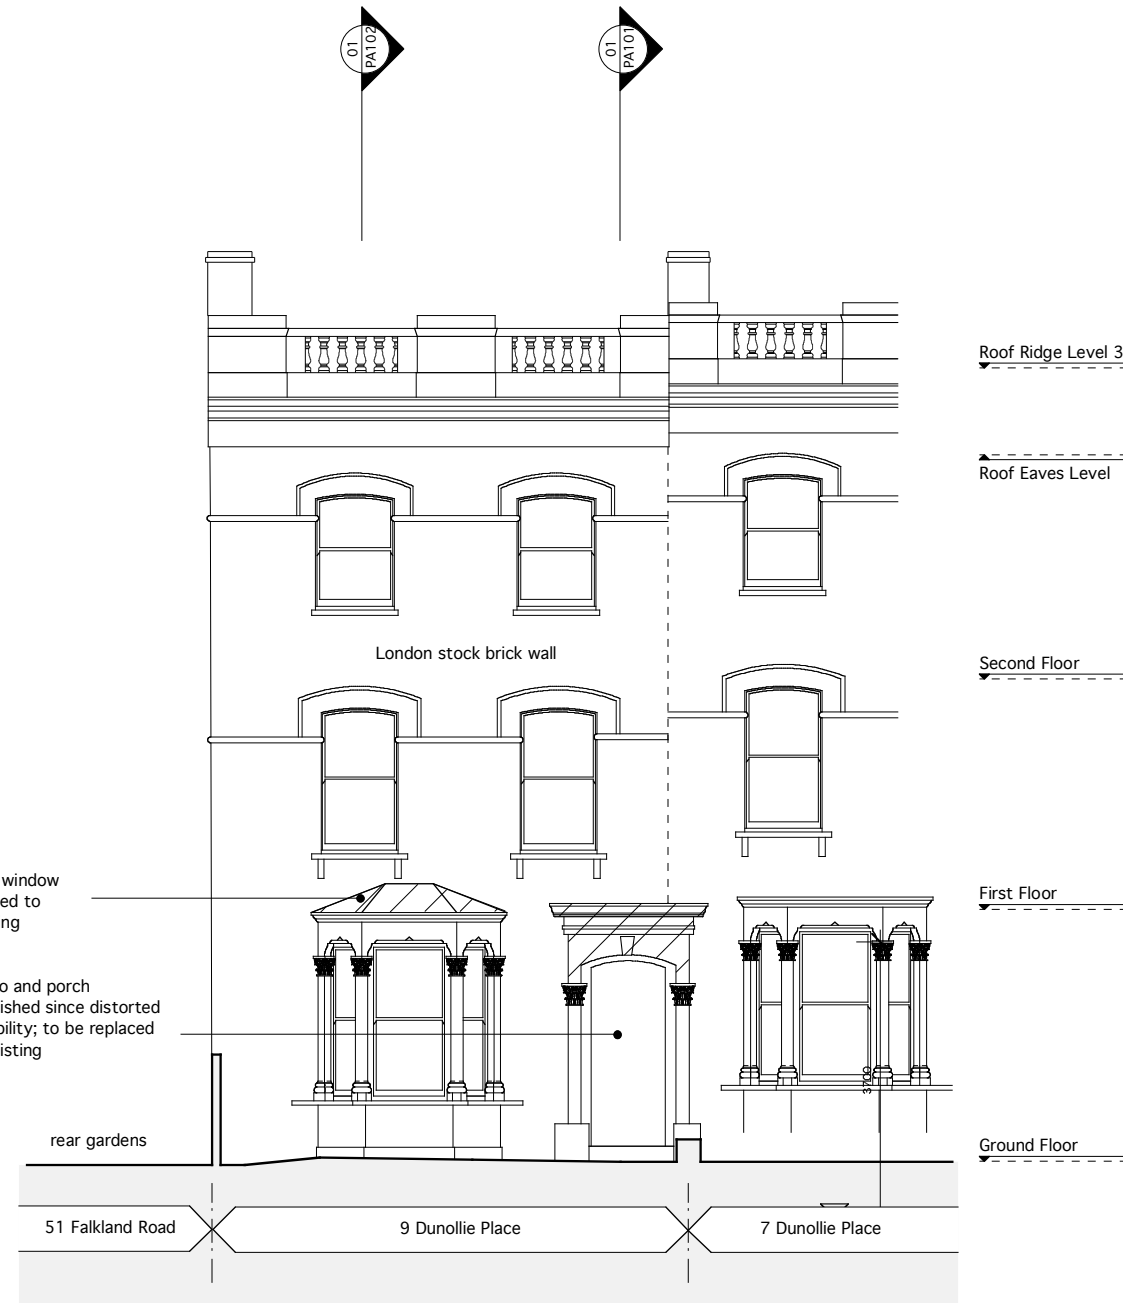 01
PA102
01
PA101
Roof Ridge Level 3
Roof Eaves Level
London stock brick wall
Second Floor
window
ed to
ng
First Floor
o and porch
ished since distorted
bility; to be replaced
isting
3700
rear gardens
Ground Floor
51 Falkland Road
9 Dunollie Place
7 Dunollie Place